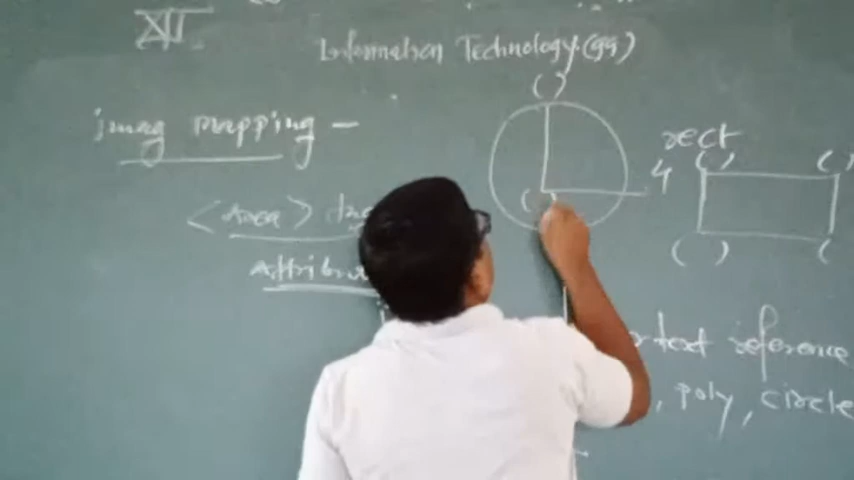 XII
Information Technology (99)
imag mapping –
( )
rect
( ) ( )
4
<Area>
( )
( ) (
Attribu
text reference
, poly, circle